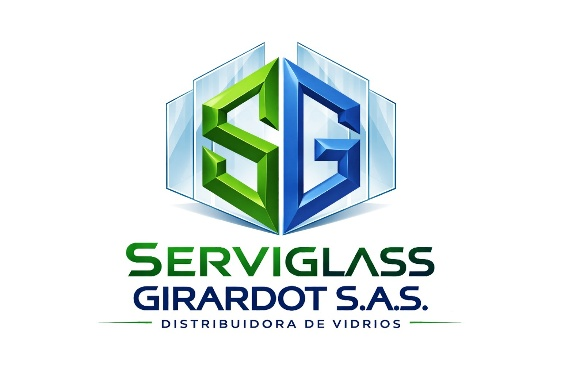 SG
SERVIGLASS
GIRARDOT S.A.S.
DISTRIBUIDORA DE VIDRIOS